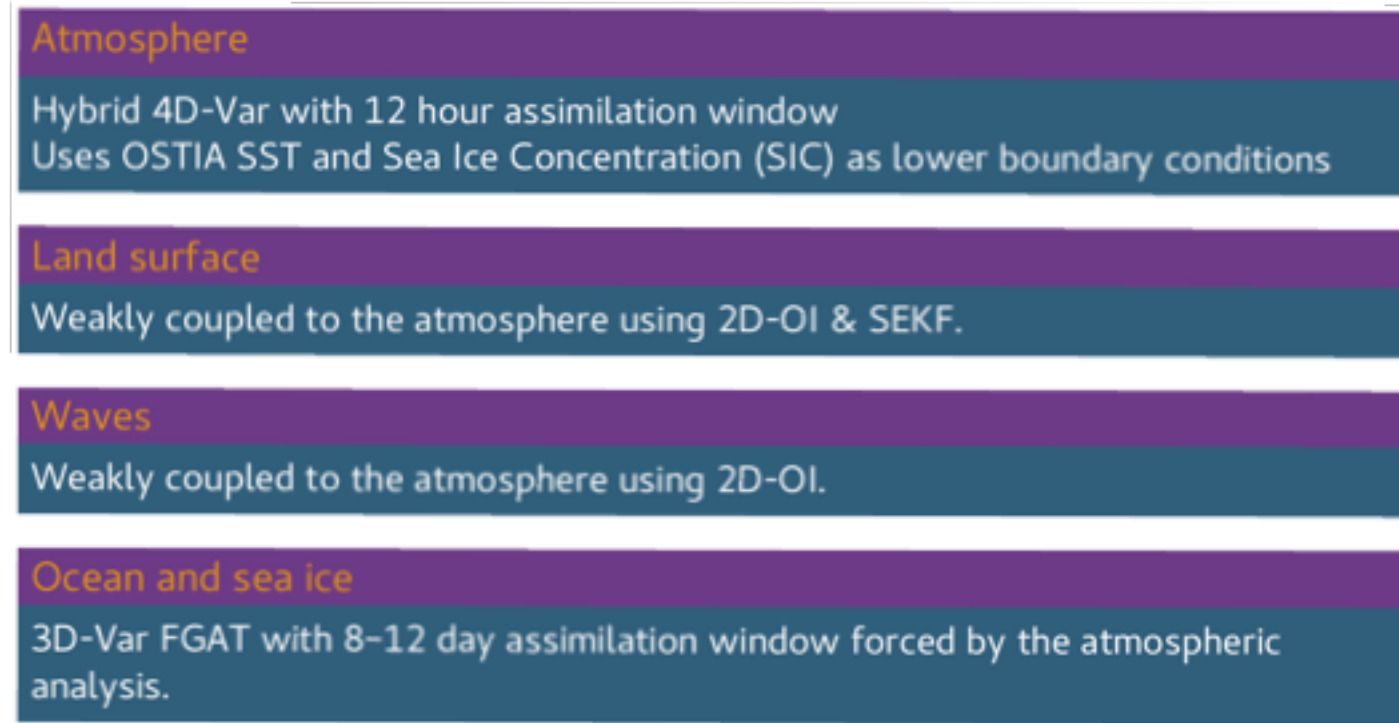 Atmosphere
Hybrid 4D-Var with 12 hour assimilation window
Uses OSTIA SST and Sea Ice Concentration (SIC) as lower boundary conditions
Land surface
Weakly coupled to the atmosphere using 2D-OI & SEKF.
Waves
Weakly coupled to the atmosphere using 2D-OI.
Ocean and sea ice
3D-Var FGAT with 8-12 day assimilation window forced by the atmospheric
analysis.